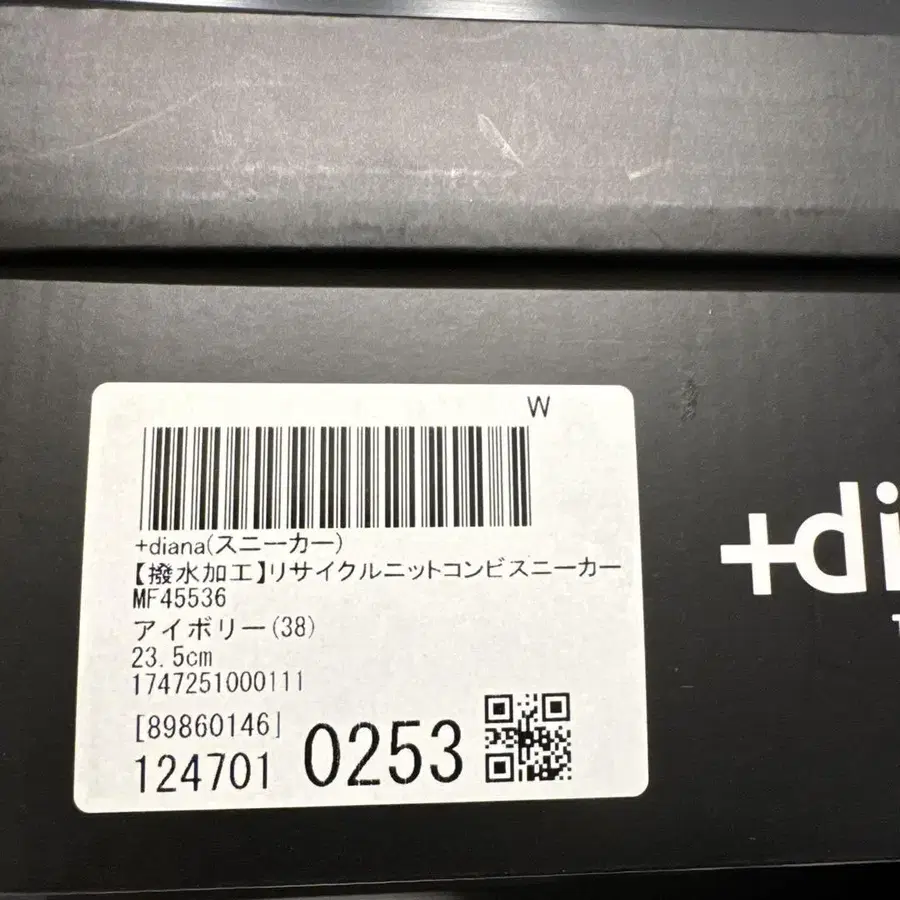 W
+diana(スニーカー)
【撥水加工】リサイクルニットコンビスニーカー
MF45536
アイボリー(38)
23.5cm
1747251000111
[89860146]
124701 0253
+di